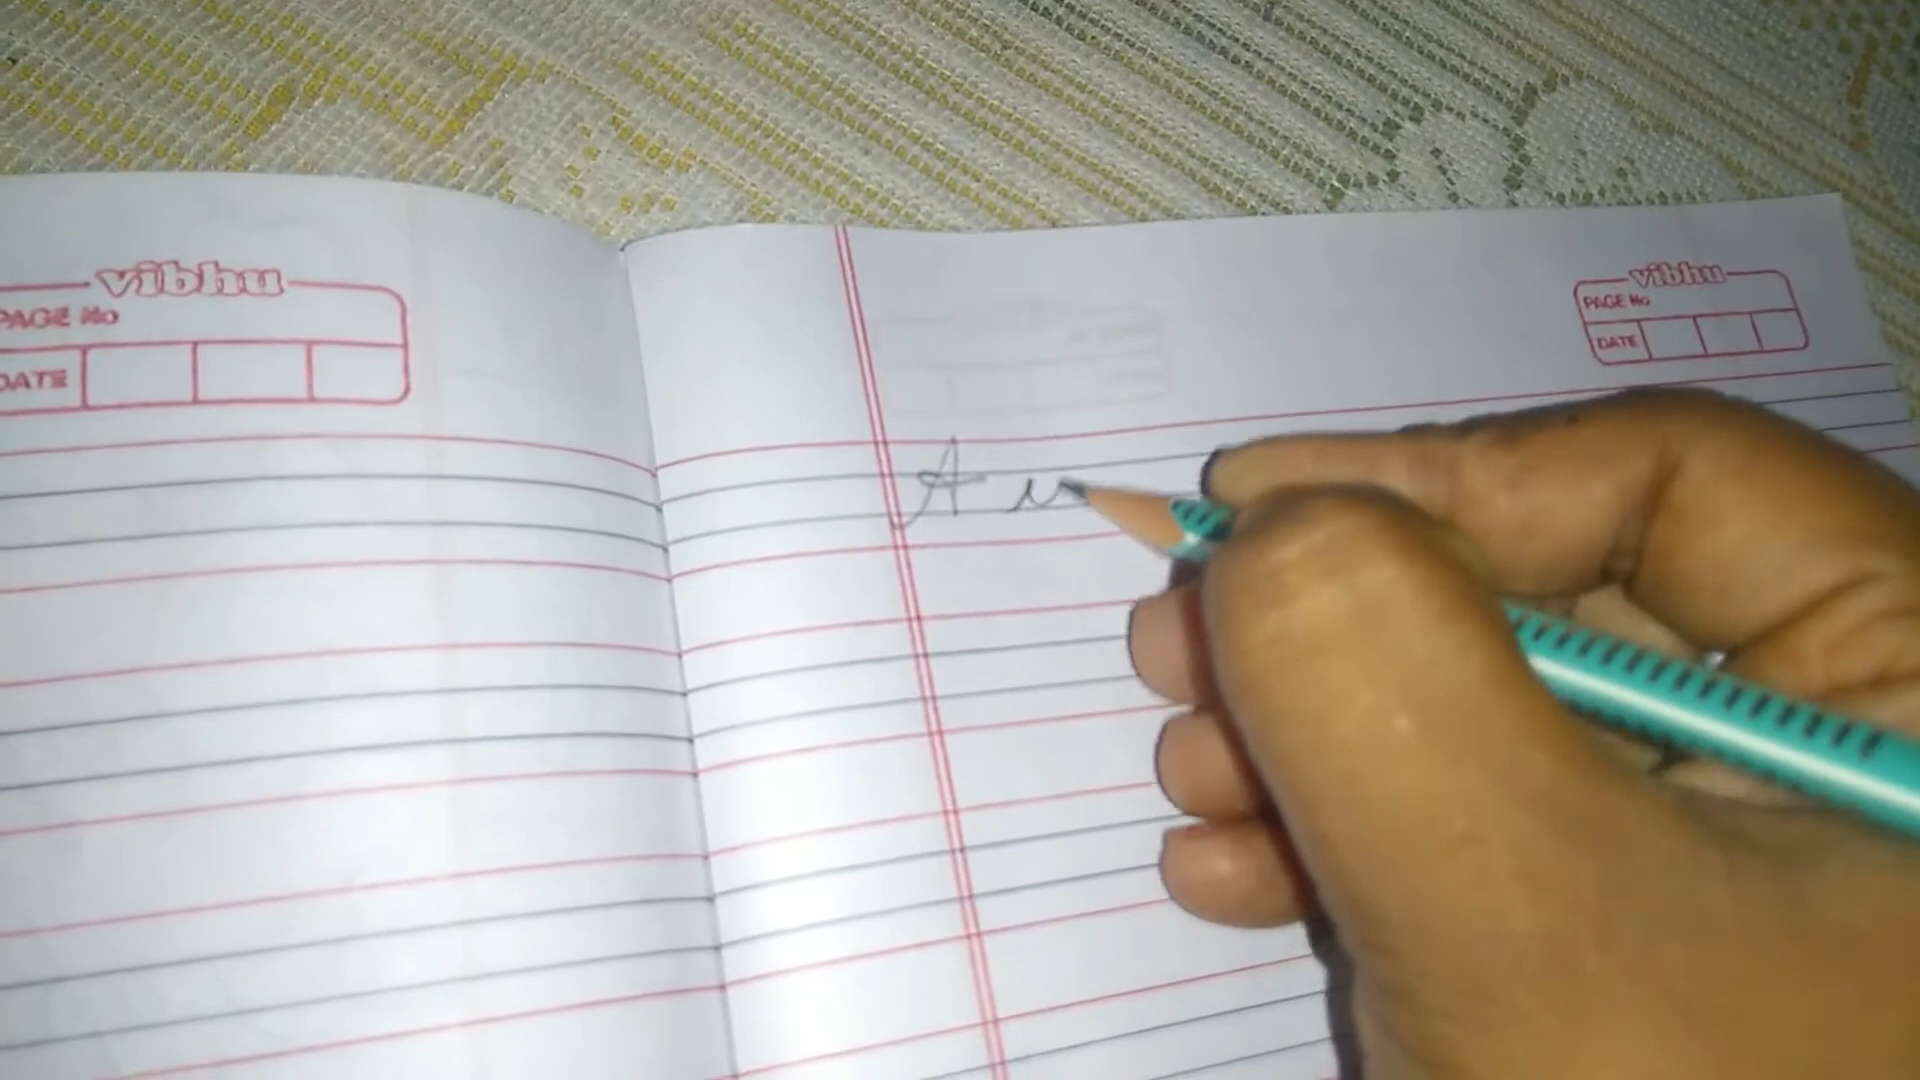 vibhu
PAGE No
DATE
vibhu
PAGE No
DATE
A